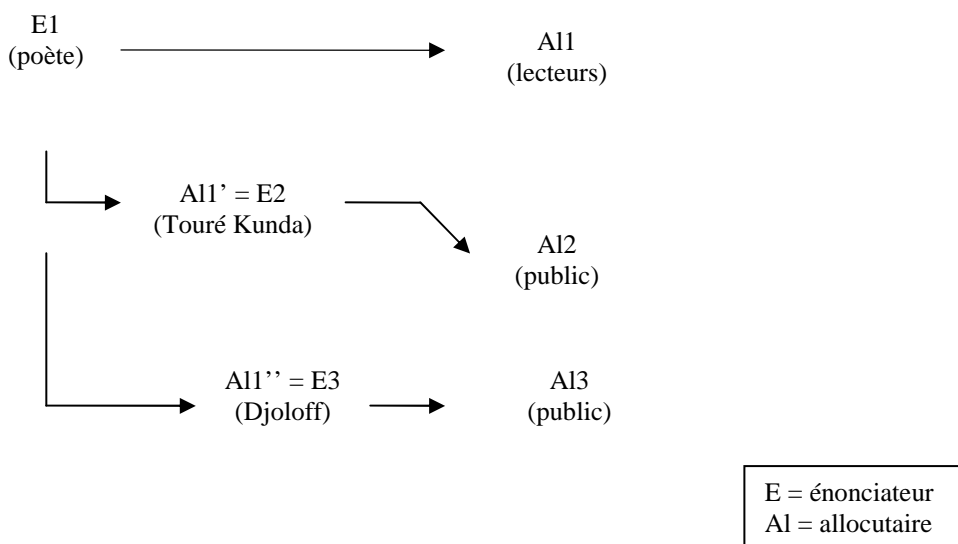 E1
(poète)
Al1
(lecteurs)
Al1' = E2
(Touré Kunda)
Al2
(public)
Al1'' = E3
(Djoloff)
Al3
(public)
E = énonciateur
Al = allocutaire